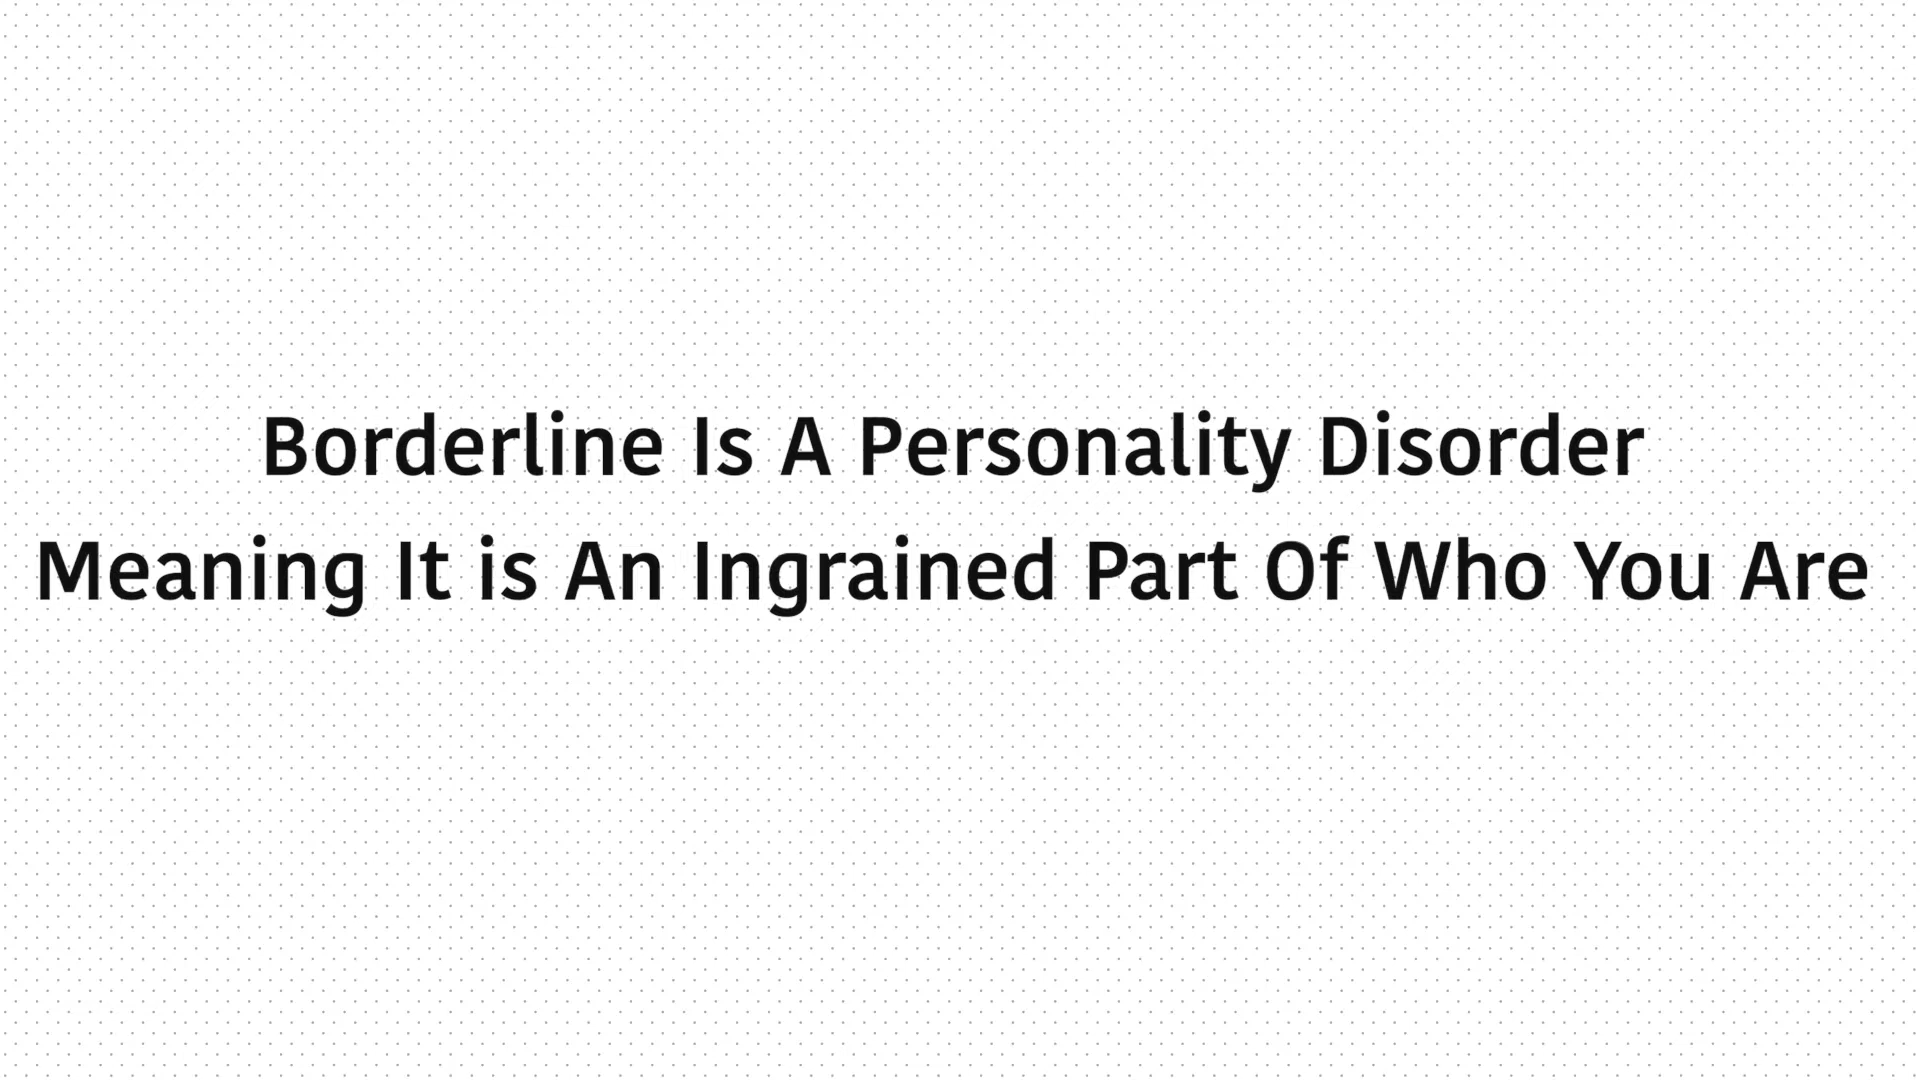 Borderline Is A Personality Disorder
Meaning It is An Ingrained Part Of Who You Are